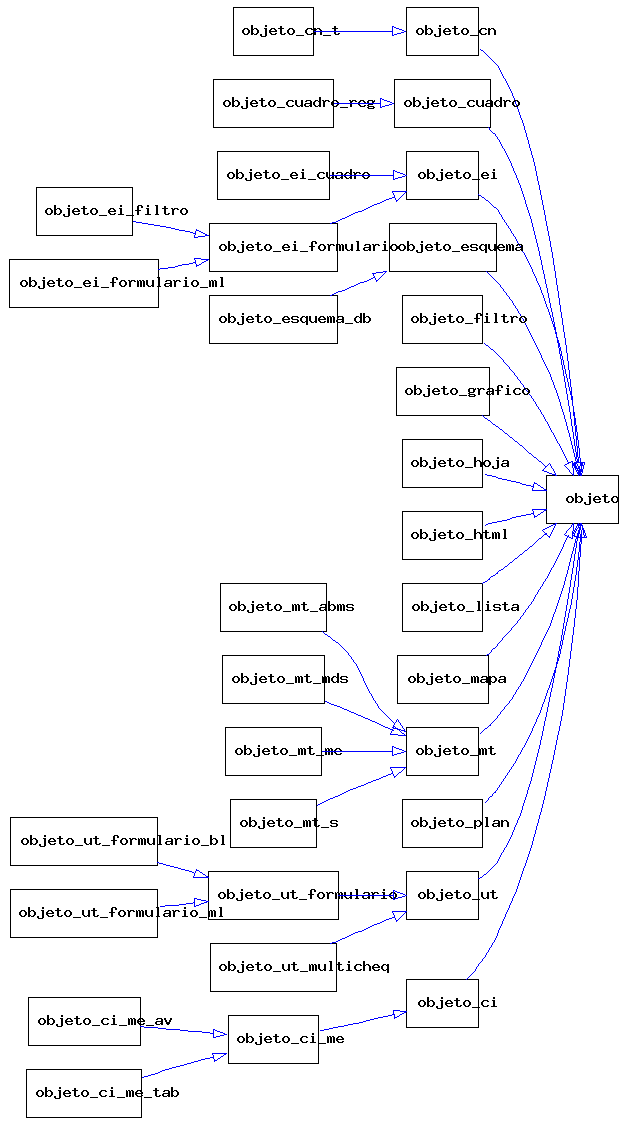 objeto_cn_t
objeto_cn
objeto_cuadro_reg
objeto_cuadro
objeto_ei_cuadro
objeto_ei
objeto_ei_filtro
objeto_ei_formulario
objeto_esquema
objeto_ei_formulario_ml
objeto_esquema_db
objeto_filtro
objeto_grafico
objeto_hoja
objeto
objeto_html
objeto_mt_abms
objeto_lista
objeto_mt_mds
objeto_mapa
objeto_mt_me
objeto_mt
objeto_mt_s
objeto_plan
objeto_ut_formulario_bl
objeto_ut_formulario
objeto_ut
objeto_ut_formulario_ml
objeto_ut_multicheq
objeto_ci
objeto_ci_me_av
objeto_ci_me
objeto_ci_me_tab